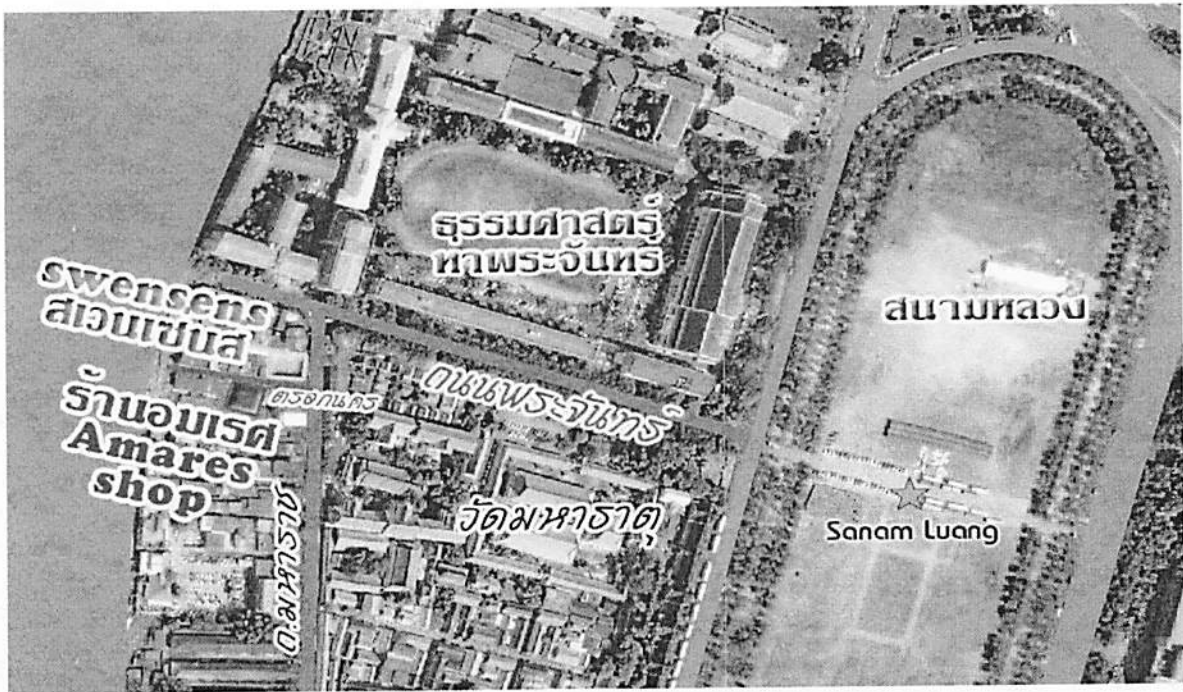 ธรรมศาสตร์
ท่าพระจันทร์
swensens
สเวนเซนส์
สนามหลวง
ตรอกนคร
ถนนพระจันทร์
ร้านอมเรศ
Amares
shop
วัดมหาธาตุ
Sanam Luang
ถ.มหาราช